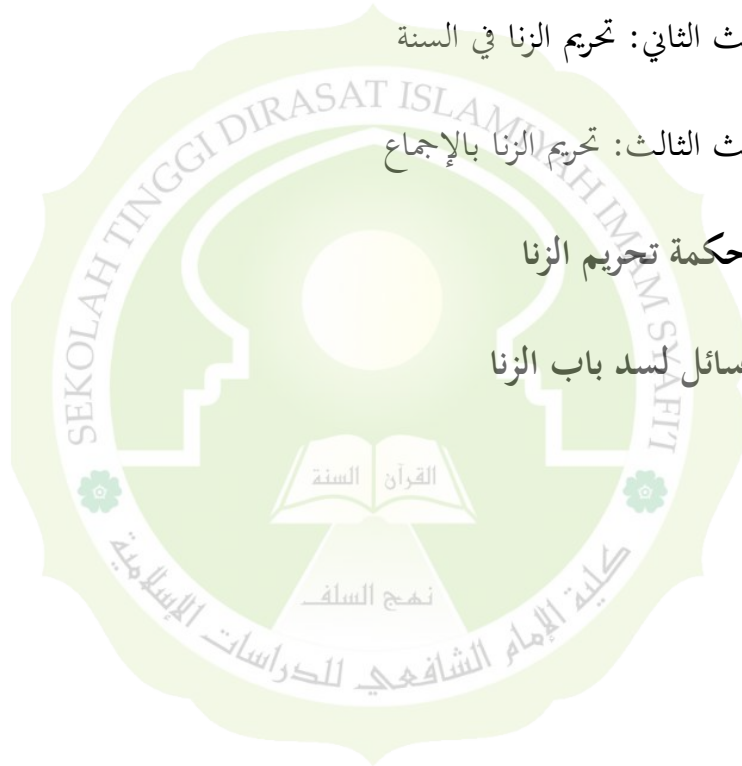 ث الثاني: تحريم الزنا في السنة
ث الثالث: تحريم الزنا بالإجماع
حكمة تحريم الزنا
سائل لسد باب الزنا
SEKOLAH TINGGI DIRASAT ISLAMIYAH IMAM SYAFI'I
القرآن السنة
نهج السلف
كلية الإمام الشافعي للدراسات الإسلامية